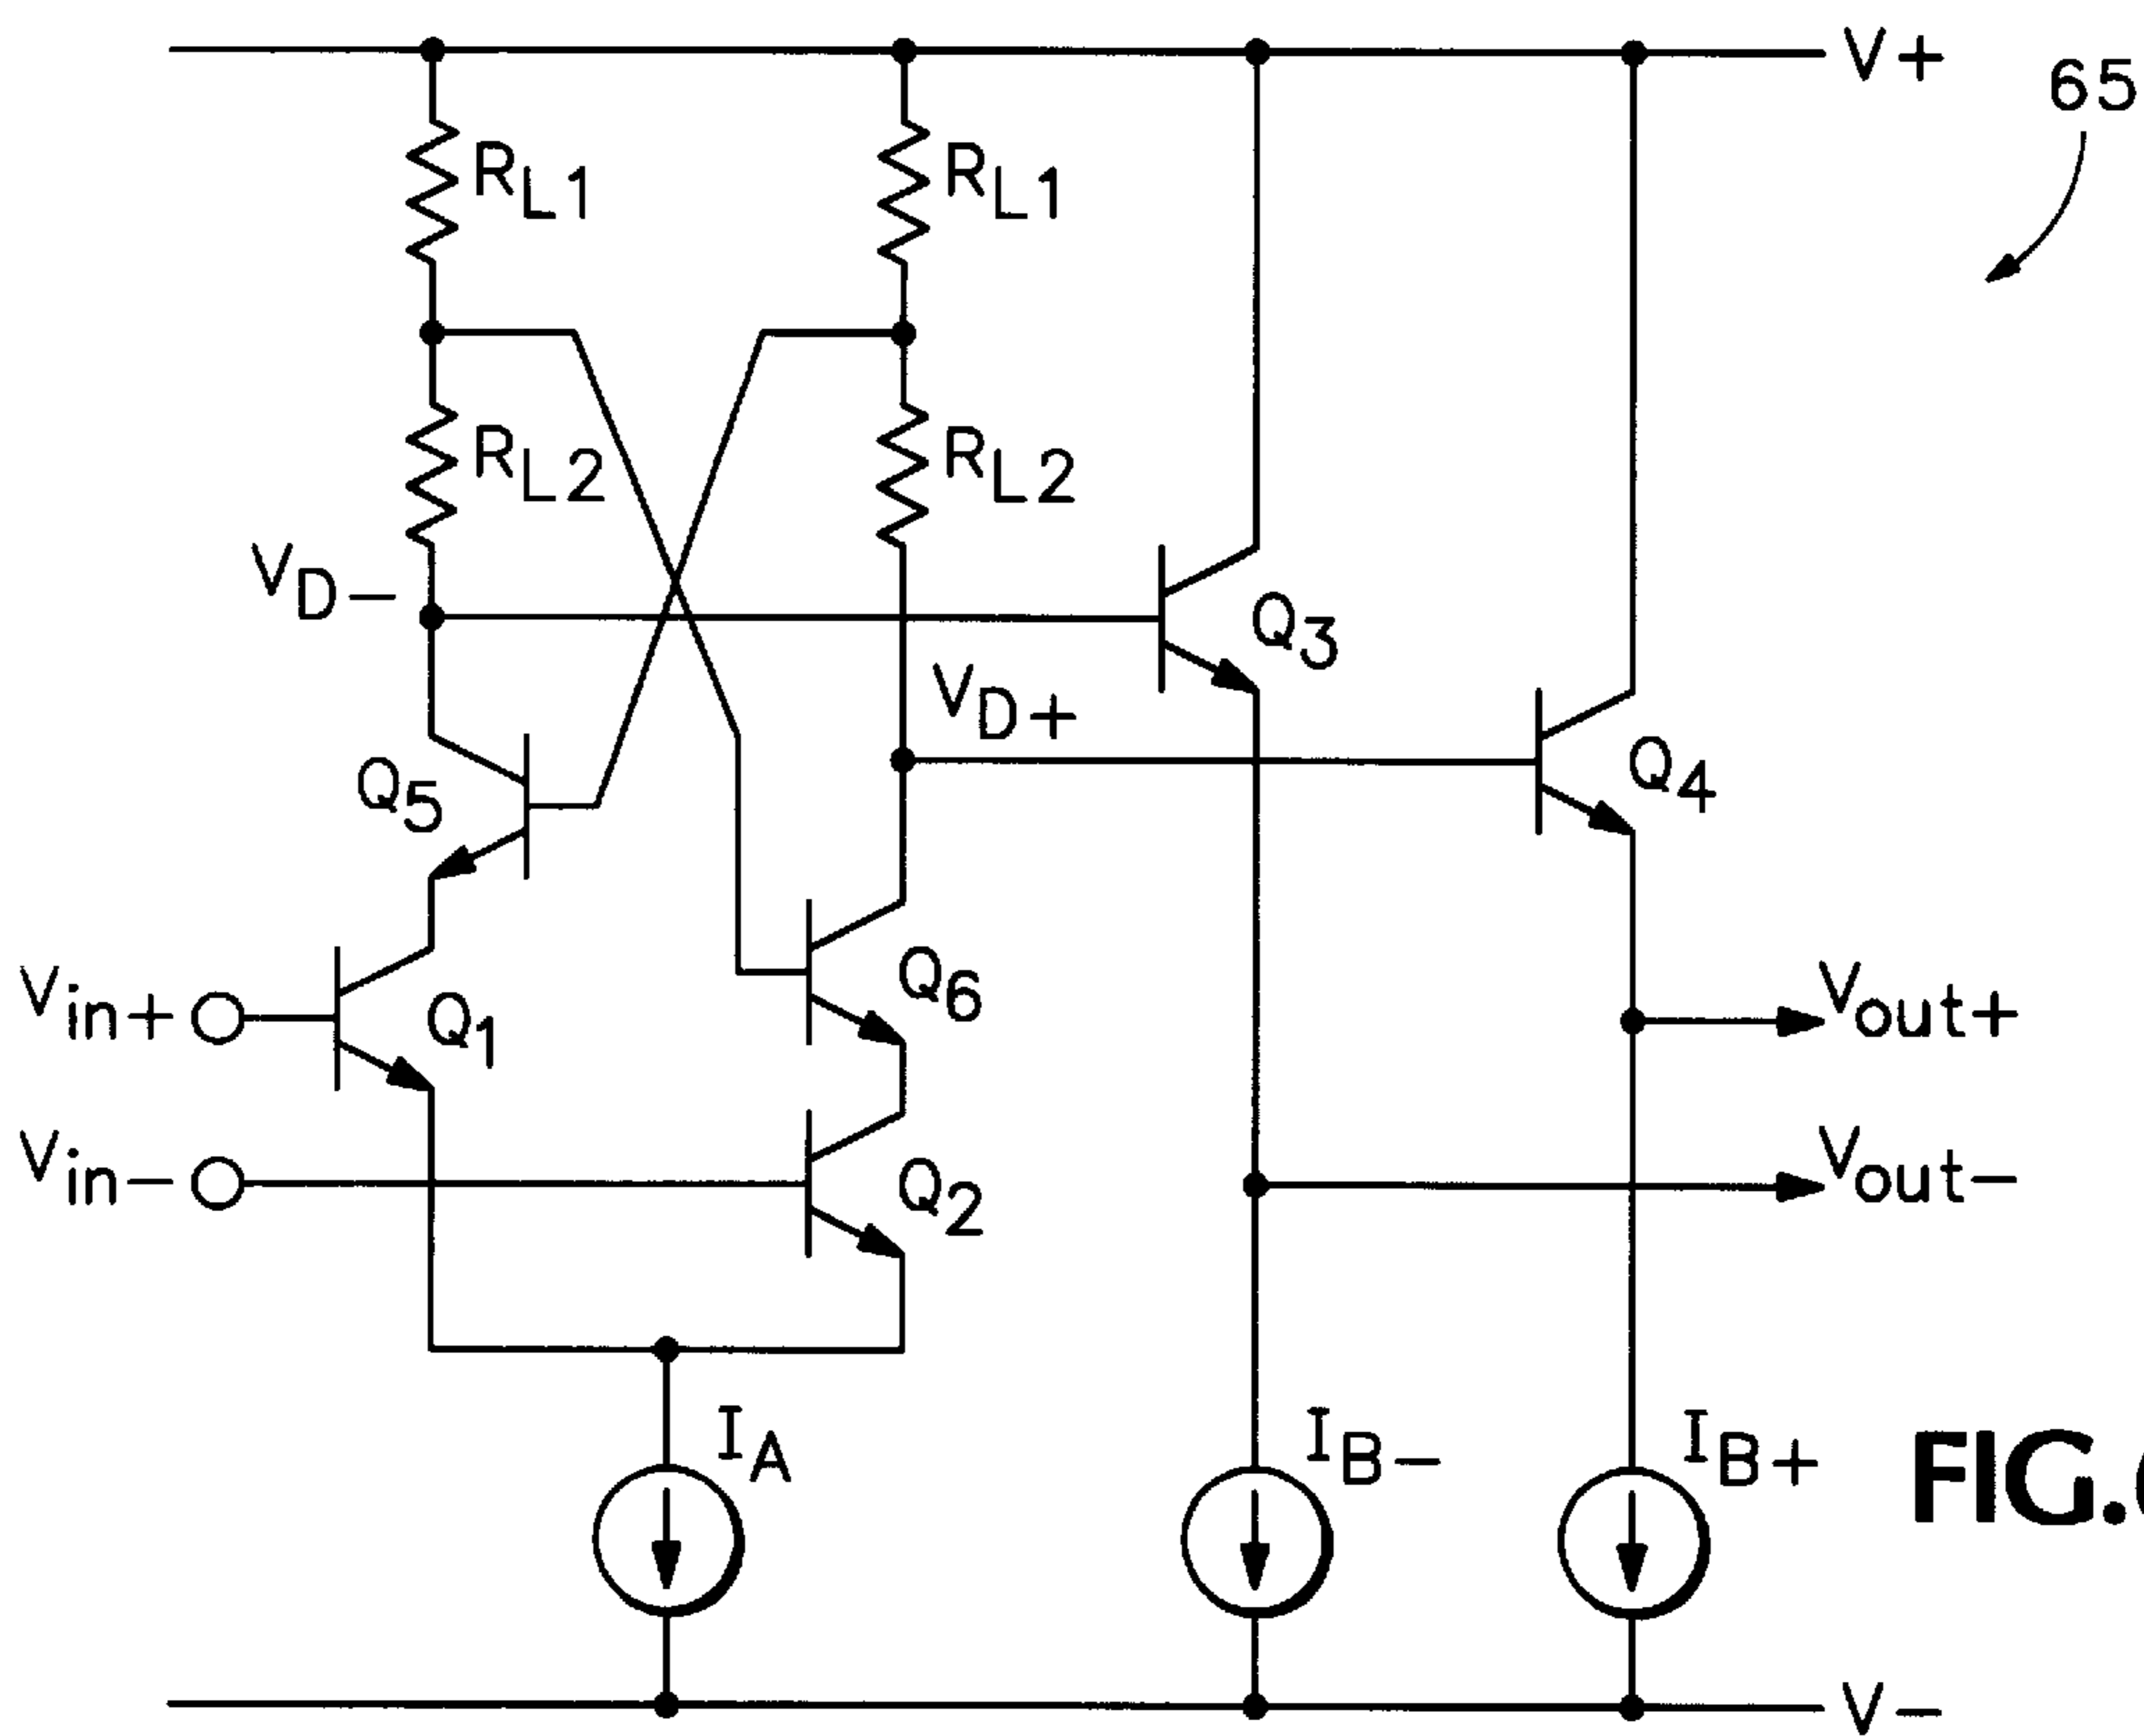 V+
65
RL1
RL1
RL2
RL2
VD-
Q3
VD+
Q5
Q4
Q6
Vin+
Q1
Vout+
Vin-
Q2
Vout-
IA
IB-
IB+
FIG.
V-